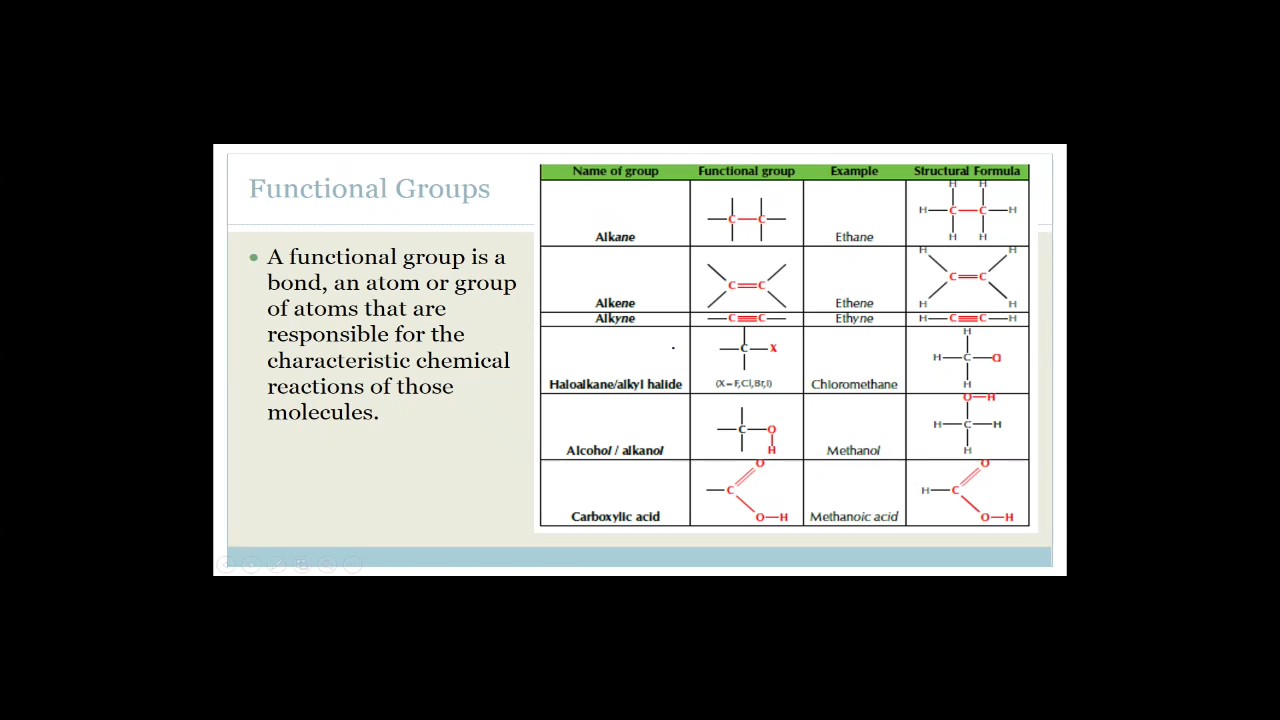 Functional Groups
• A functional group is a
bond, an atom or group
of atoms that are
responsible for the
characteristic chemical
reactions of those
molecules.
Name of group Functional group Example Structural Formula
Alkane C C Ethane H H H C C H H H
Alkene C C Ethene H H C C H H
Alkyne C C Ethyne H C C H
Haloalkane/alkyl halide C X (X = F,Cl,Br,I) Chloromethane H H C Cl H
Alcohol / alkanol C O H Methanol O H H C H H
Carboxylic acid C O O H Methanoic acid H C O O H